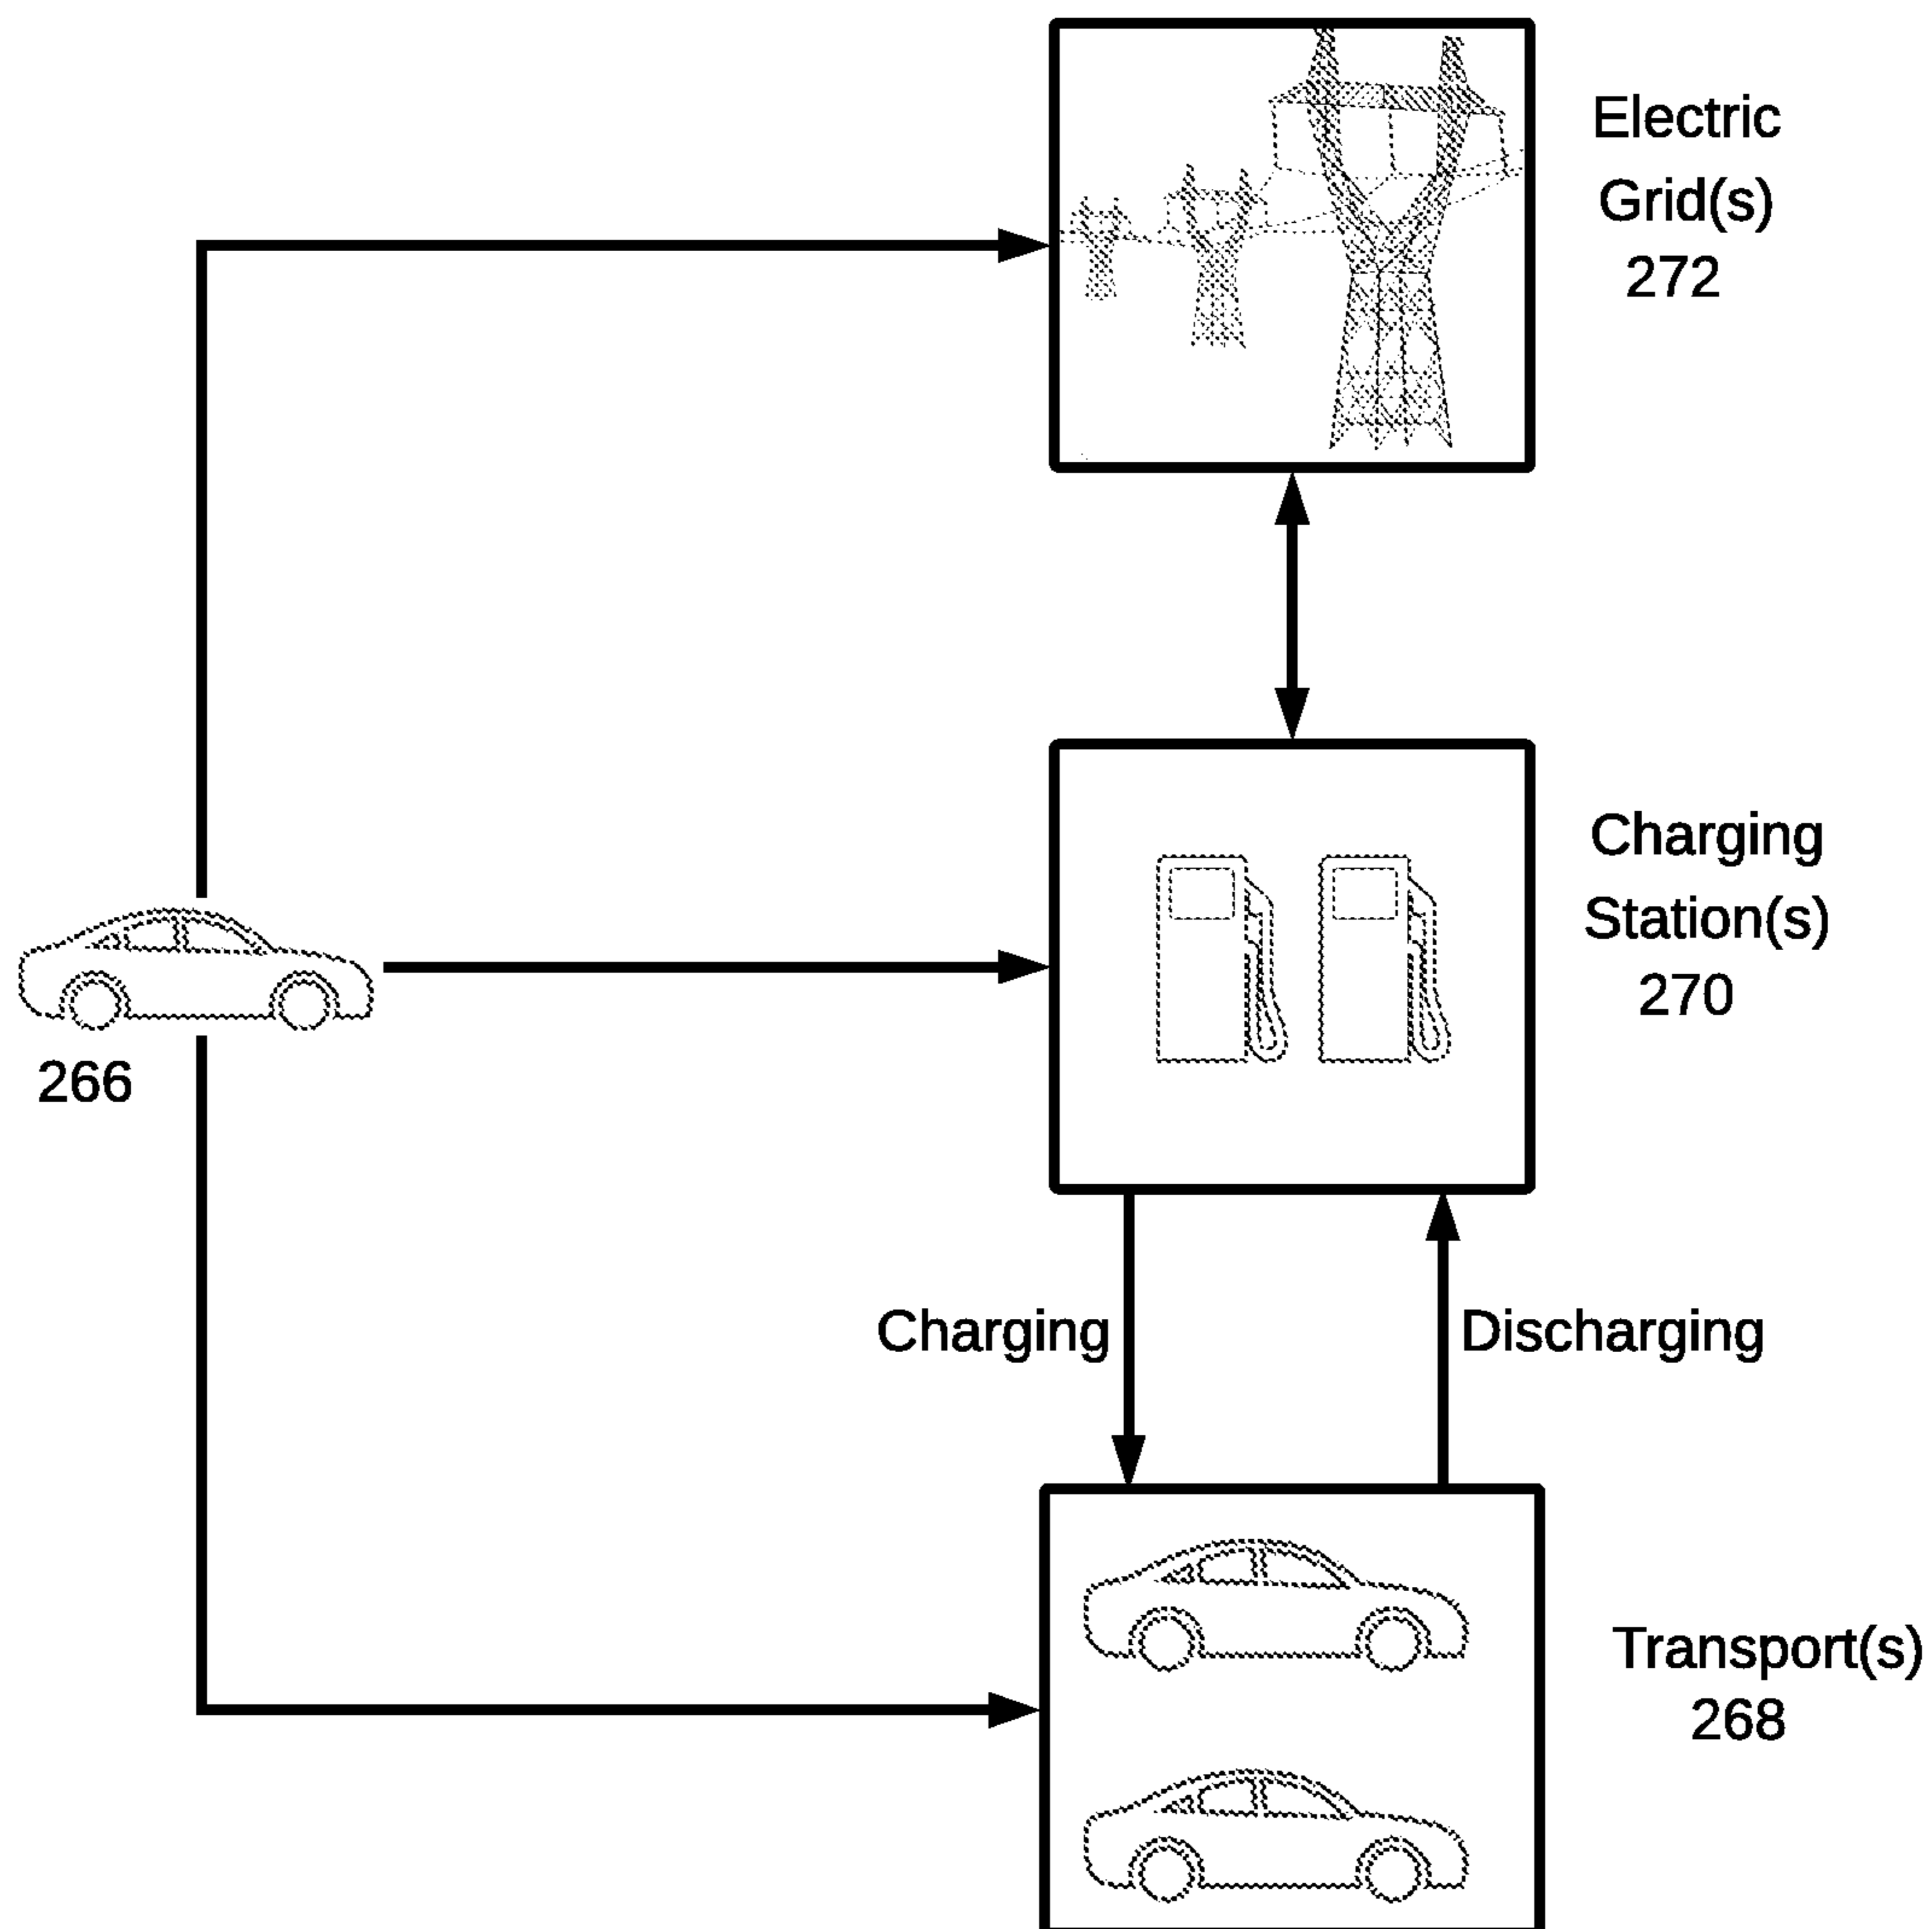 Electric
Grid(s)
272
Charging
Station(s)
270
266
Charging
Discharging
Transport(s)
268